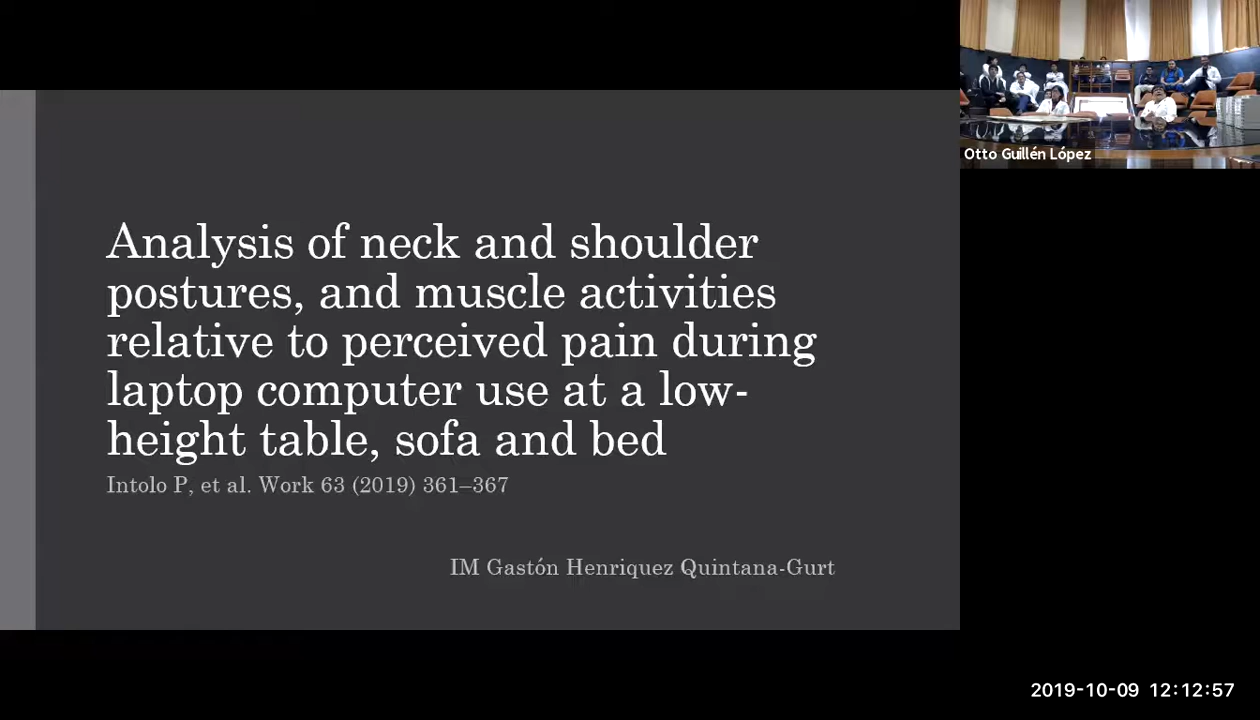 Analysis of neck and shoulder
postures, and muscle activities
relative to perceived pain during
laptop computer use at a low-
height table, sofa and bed
Intolo P, et al. Work 63 (2019) 361–367
IM Gastón Henriquez Quintana-Gurt
Otto Guillén López
2019-10-09 12:12:57